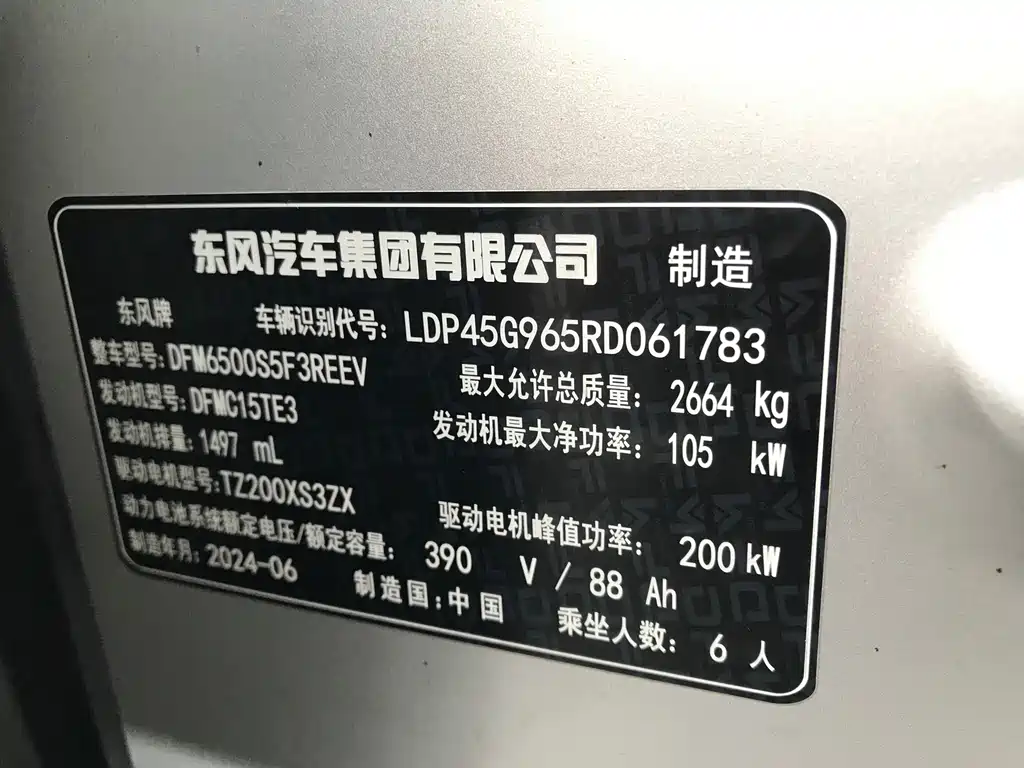 东风汽车集团有限公司 制造
东风牌 车辆识别代号: LDP45G965RD061783
整车型号:DFM6500S5F3REEV 最大允许总质量: 2664 kg
发动机型号:DFMC15TE3 发动机最大净功率: 105 kW
发动机排量: 1497 mL
驱动电机型号:TZ200XS3ZX 驱动电机峰值功率: 200 kW
动力电池系统额定电压/额定容量: 390 V / 88 Ah
制造年月: 2024-06 制造国:中国 乘坐人数: 6 人